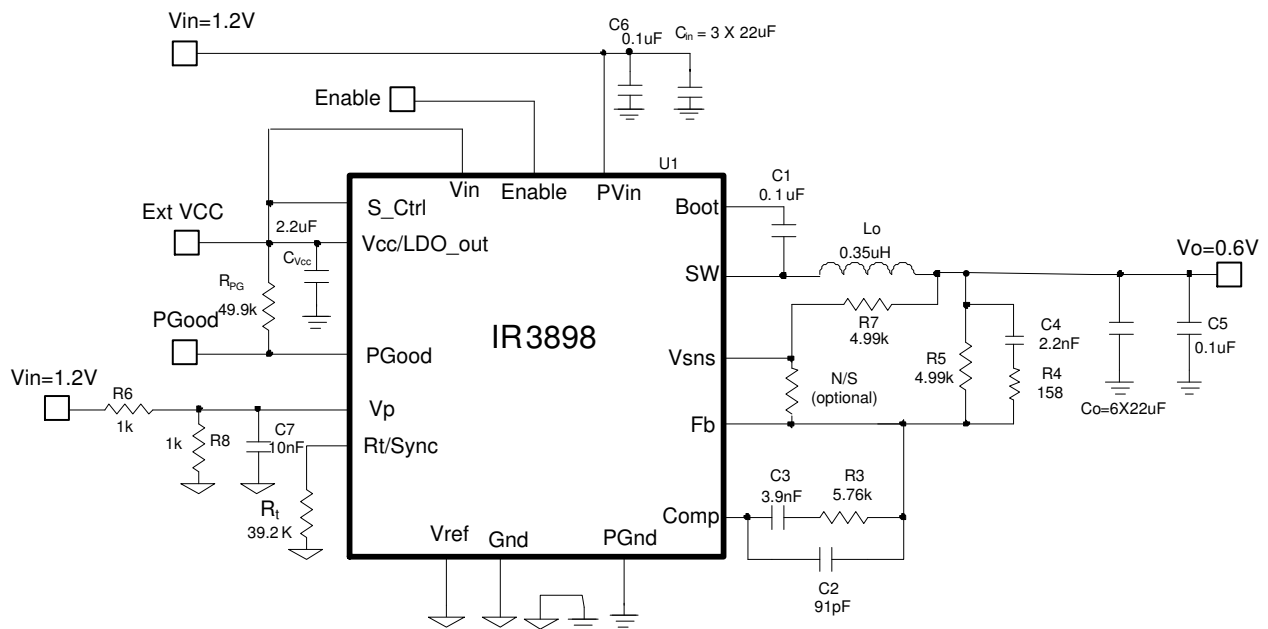 Vin=1.2V
C6
0.1uF
Cin = 3 X 22uF
Enable
U1
Vin
Enable
PVin
C1
0.1uF
Boot
S_Ctrl
Ext VCC
2.2uF
Vcc/LDO_out
CVcc
Lo
0.35uH
Vo=0.6V
SW
RPG
49.9k
PGood
IR3898
R7
4.99k
C4
2.2nF
C5
0.1uF
PGood
Vsns
R5
4.99k
R4
158
Vin=1.2V
R6
1k
N/S
(optional)
Co=6X22uF
Vp
Fb
1k
R8
C7
10nF
Rt/Sync
C3
3.9nF
R3
5.76k
Rt
39.2 K
Comp
Vref
Gnd
PGnd
C2
91pF